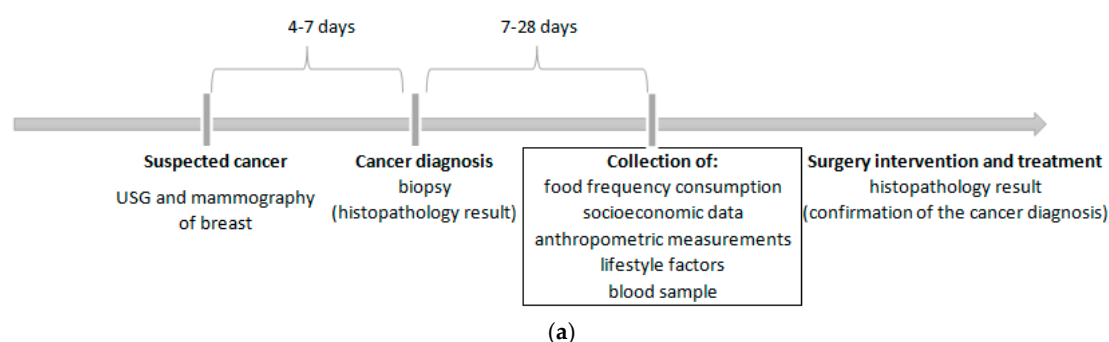 4-7 days
7-28 days
Suspected cancer
USG and mammography
of breast
Cancer diagnosis
biopsy
(histopathology result)
Collection of:
food frequency consumption
socioeconomic data
anthropometric measurements
lifestyle factors
blood sample
Surgery intervention and treatment
histopathology result
(confirmation of the cancer diagnosis)
(a)